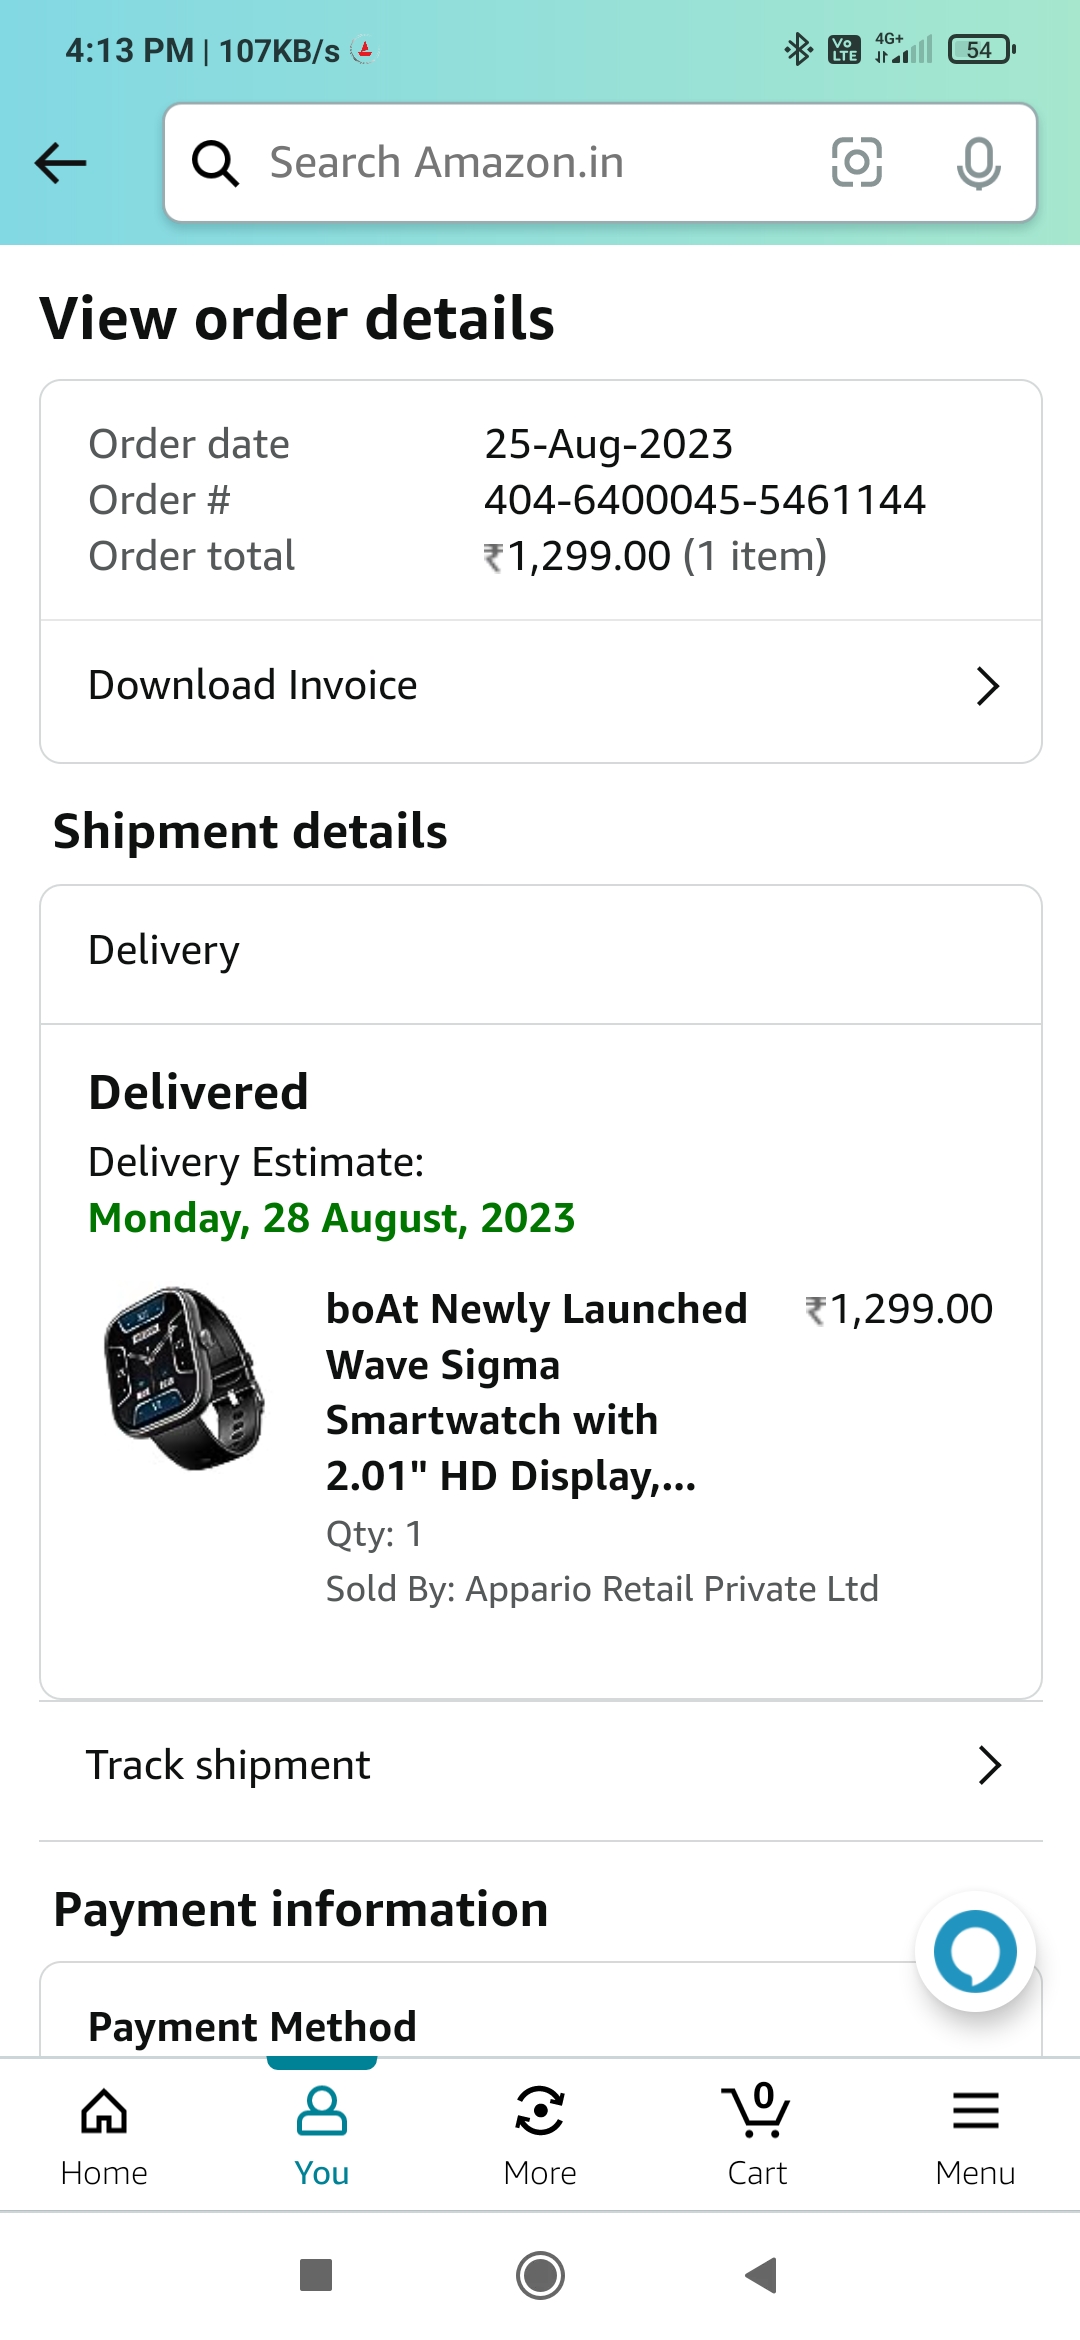 4:13 PM | 107KB/s
Vo LTE 4G+ 54
Search Amazon.in
View order details
Order date 25-Aug-2023
Order # 404-6400045-5461144
Order total ₹1,299.00 (1 item)
Download Invoice
Shipment details
Delivery
Delivered
Delivery Estimate:
Monday, 28 August, 2023
boAt Newly Launched ₹1,299.00
Wave Sigma
Smartwatch with
2.01" HD Display,...
Qty: 1
Sold By: Appario Retail Private Ltd
Track shipment
Payment information
Payment Method
0
Home You More Cart Menu